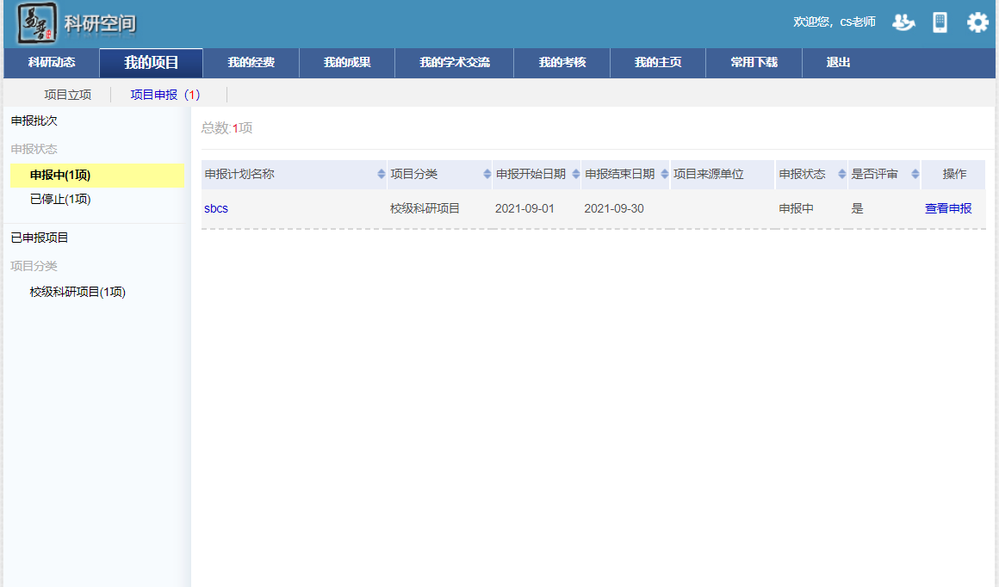 易普 科研空间
欢迎您，cs老师
科研动态 我的项目 我的经费 我的成果 我的学术交流 我的考核 我的主页 常用下载 退出
项目立项 项目申报（1）
申报批次
申报状态
申报中(1项)
已停止(1项)
已申报项目
项目分类
校级科研项目(1项)
总数:1项
申报计划名称 项目分类 申报开始日期 申报结束日期 项目来源单位 申报状态 是否评审 操作
sbcs 校级科研项目 2021-09-01 2021-09-30 申报中 是 查看申报